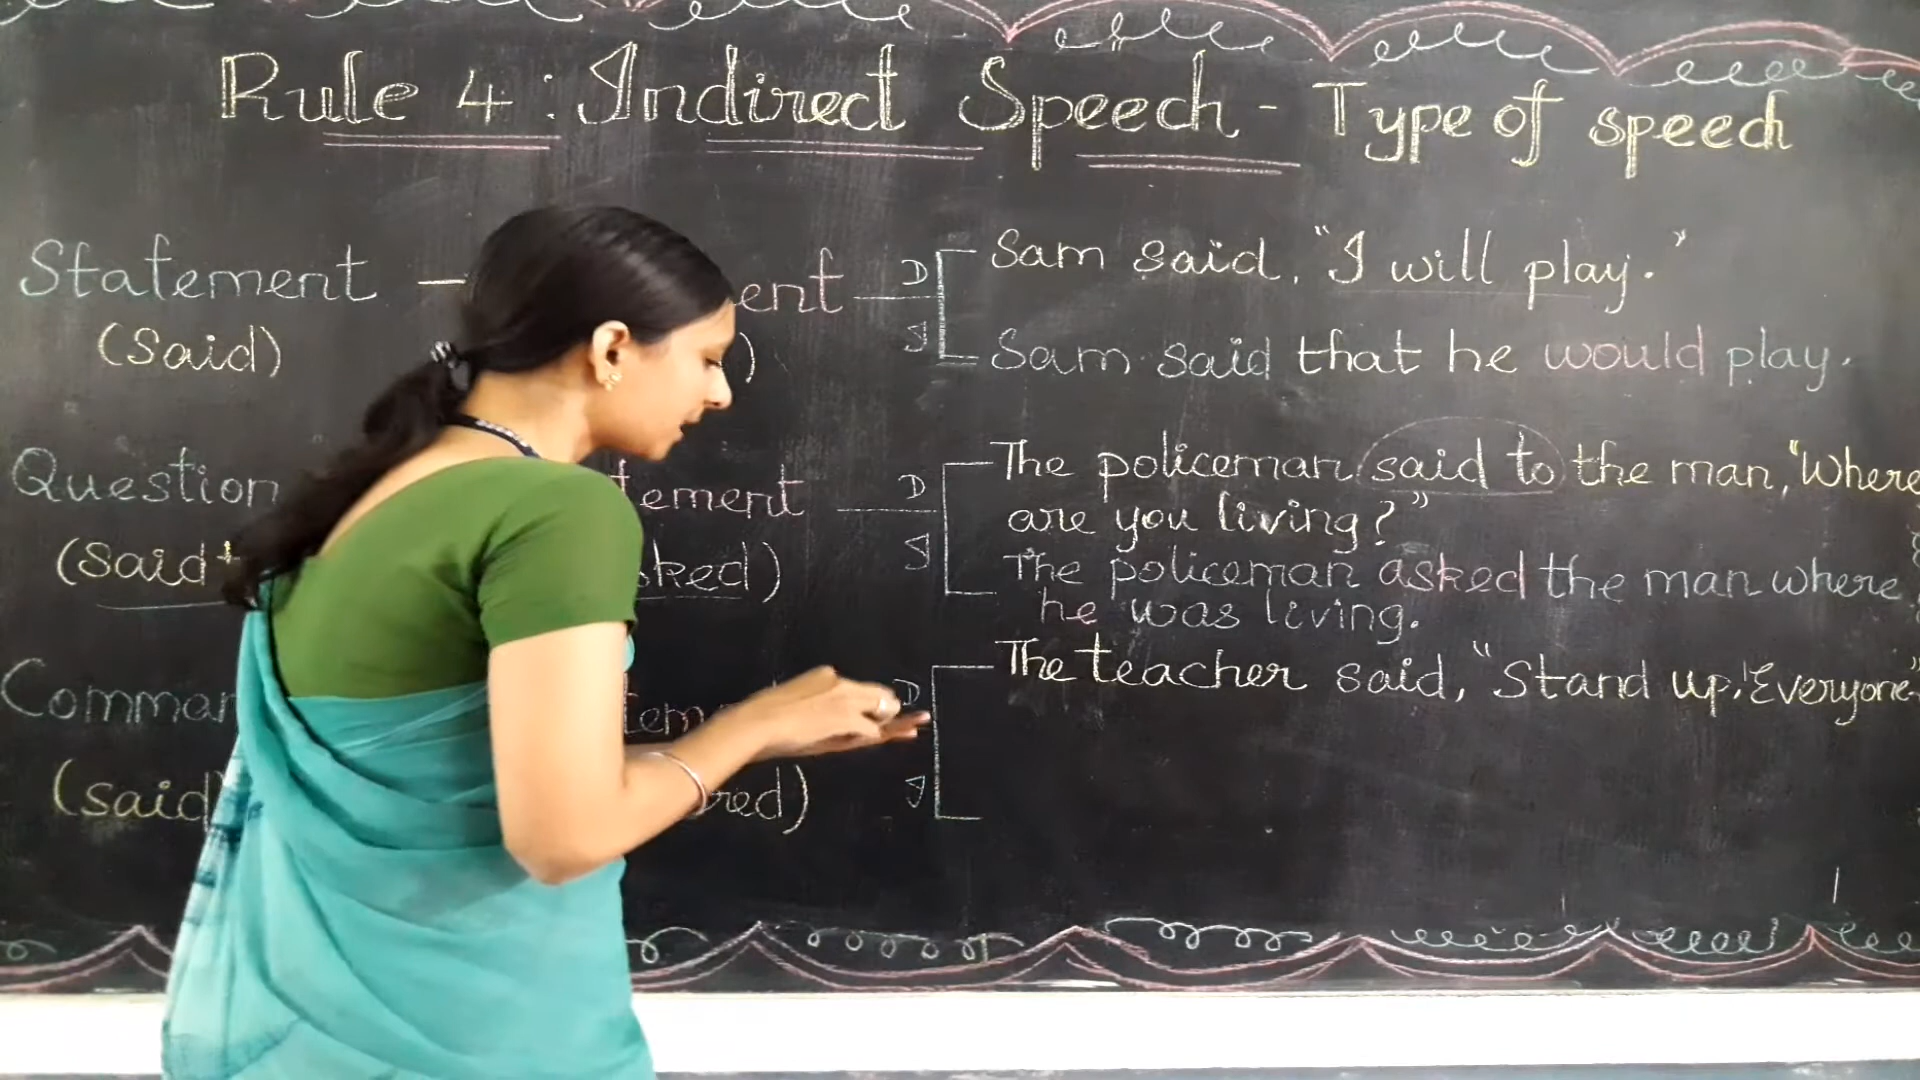 Rule 4 : Indirect Speech - Type of speech
Statement - ent
(Said) )
D Sam said, "I will play."
I Sam said that he would play.
Question tement
(Said t sked)
D The policeman said to the man, "Where
are you living?"
I The policeman asked the man where
he was living.
Comman tem
(said red)
D The teacher said, "Stand up, Everyone"
I